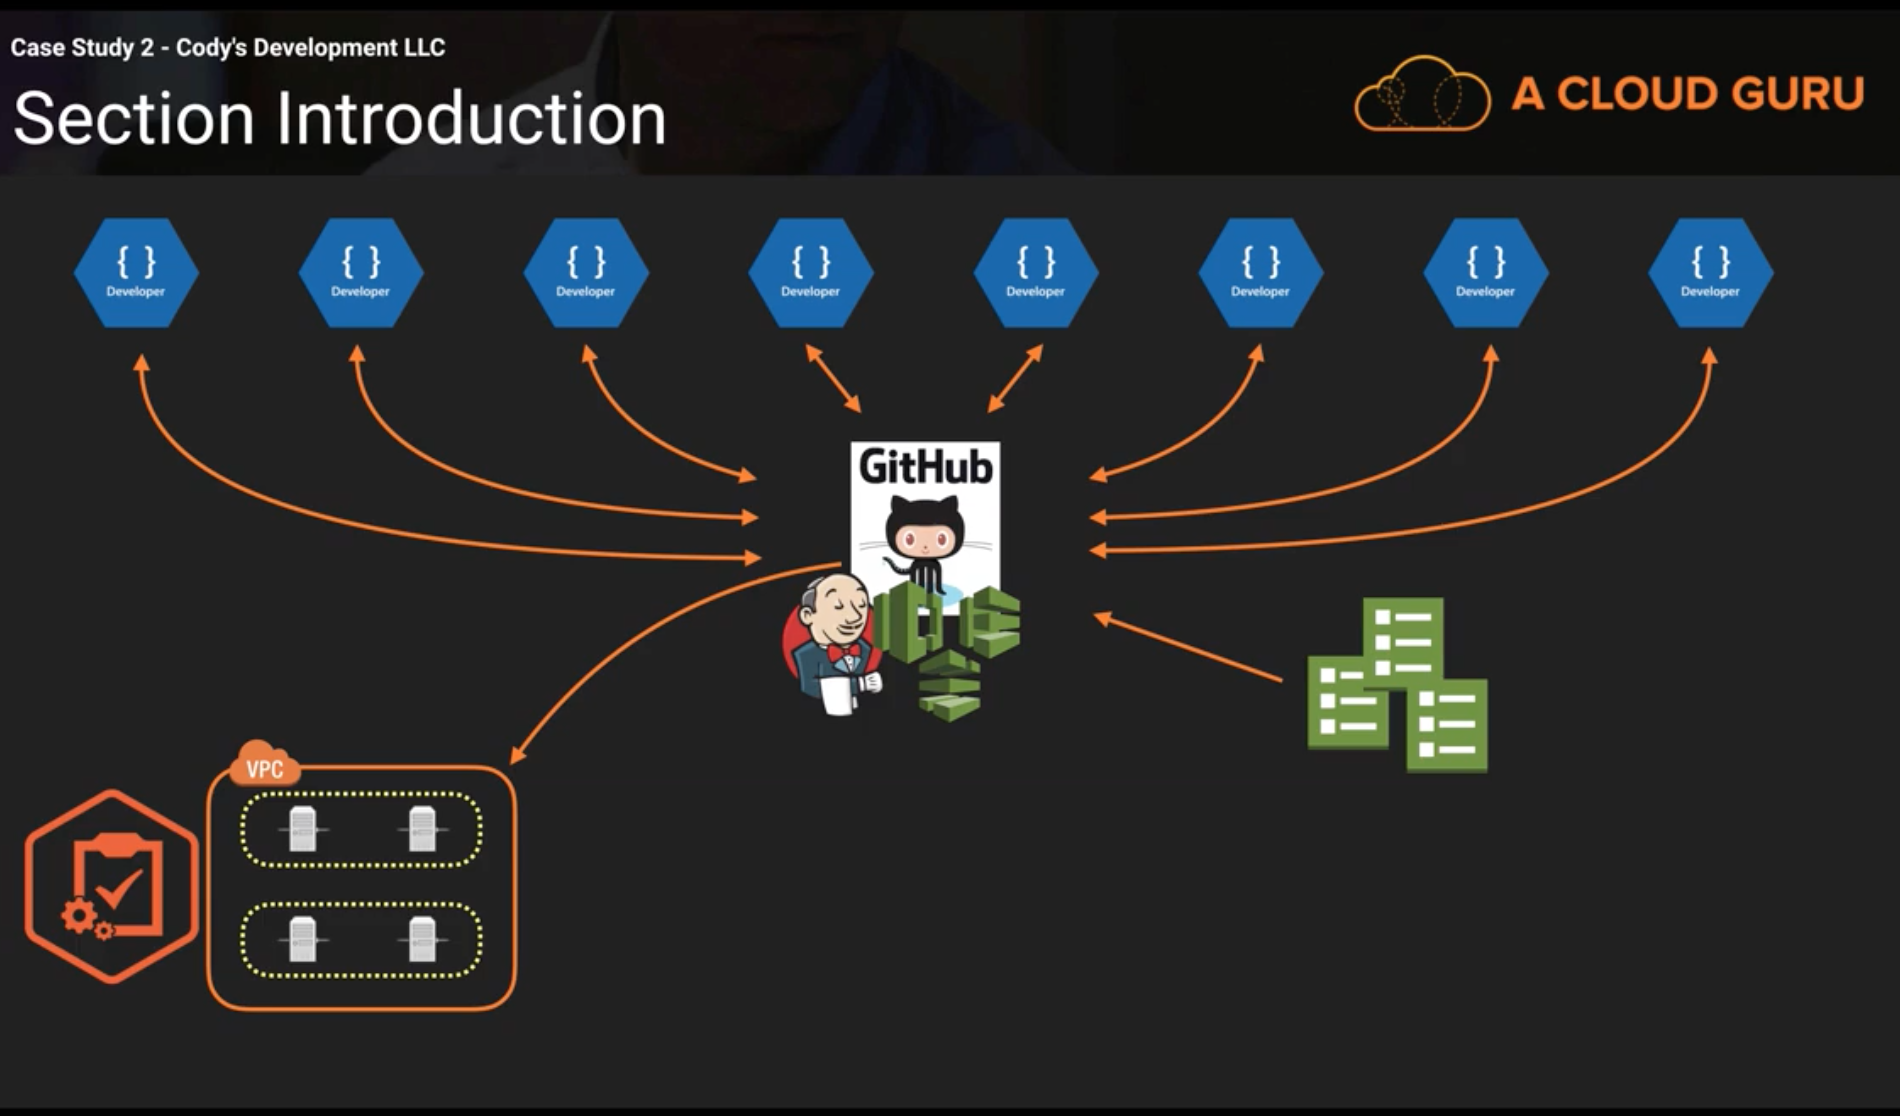 Case Study 2 - Cody's Development LLC
Section Introduction
A CLOUD GURU
{ }
Developer
{ }
Developer
{ }
Developer
{ }
Developer
{ }
Developer
{ }
Developer
{ }
Developer
{ }
Developer
GitHub
VPC